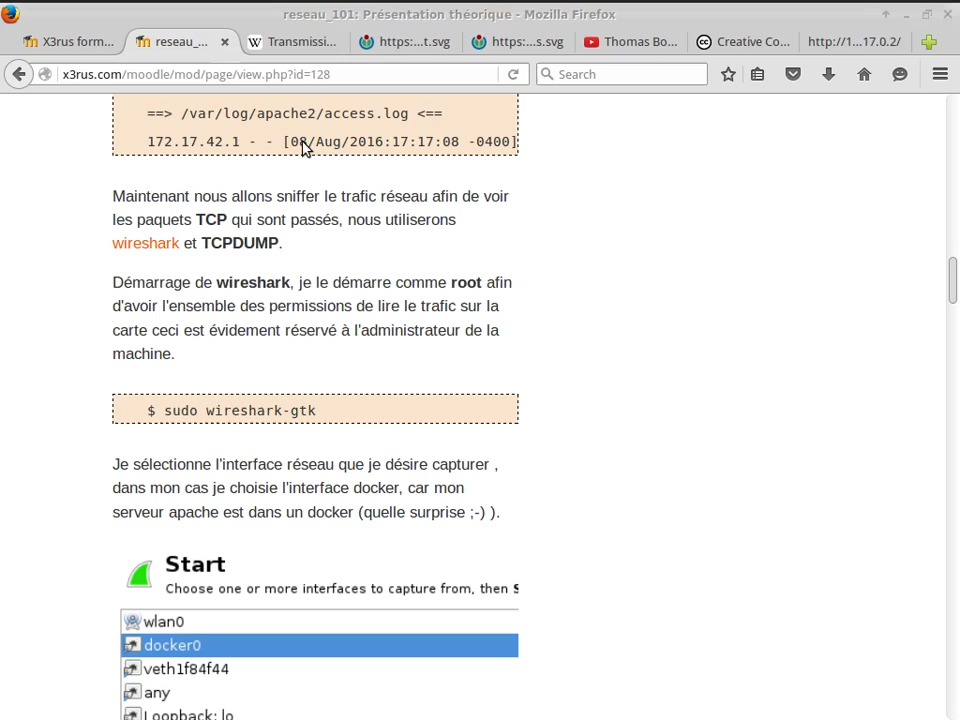 reseau_101: Présentation théorique - Mozilla Firefox
X3rus form...
reseau_...
Transmissi...
https:...t.svg
https:...s.svg
Thomas Bo...
Creative Co...
http://1...17.0.2/
x3rus.com/moodle/mod/page/view.php?id=128
Search
==> /var/log/apache2/access.log <==
172.17.42.1 - - [08/Aug/2016:17:17:08 -0400]
Maintenant nous allons sniffer le trafic réseau afin de voir
les paquets TCP qui sont passés, nous utiliserons
wireshark et TCPDUMP.
Démarrage de wireshark, je le démarre comme root afin
d'avoir l'ensemble des permissions de lire le trafic sur la
carte ceci est évidement réservé à l'administrateur de la
machine.
$ sudo wireshark-gtk
Je sélectionne l'interface réseau que je désire capturer ,
dans mon cas je choisie l'interface docker, car mon
serveur apache est dans un docker (quelle surprise ;-) ).
Start
Choose one or more interfaces to capture from, then S
wlan0
docker0
veth1f84f44
any
Loopback: lo